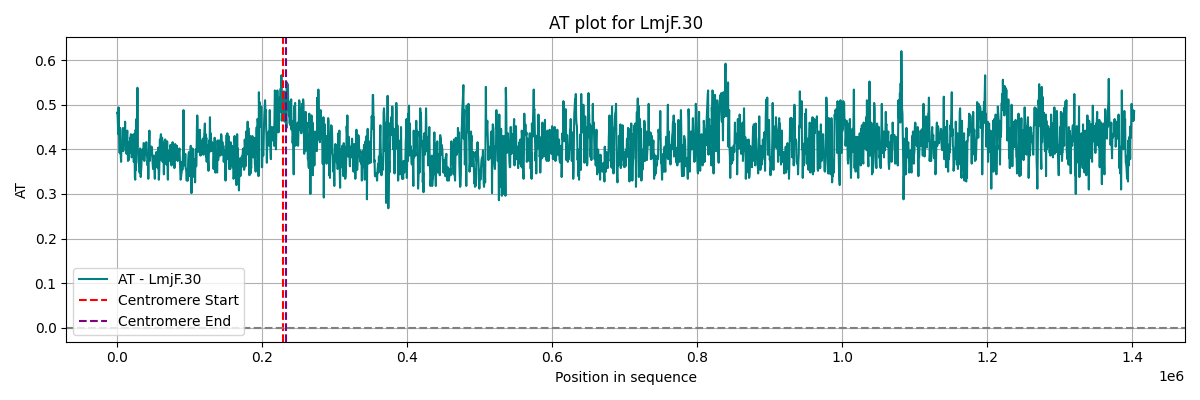 AT plot for LmjF.30
AT
0.6
0.5
0.4
0.3
0.2
0.1
0.0
AT - LmjF.30
Centromere Start
Centromere End
0.0 0.2 0.4 0.6 0.8 1.0 1.2 1.4
1e6
Position in sequence